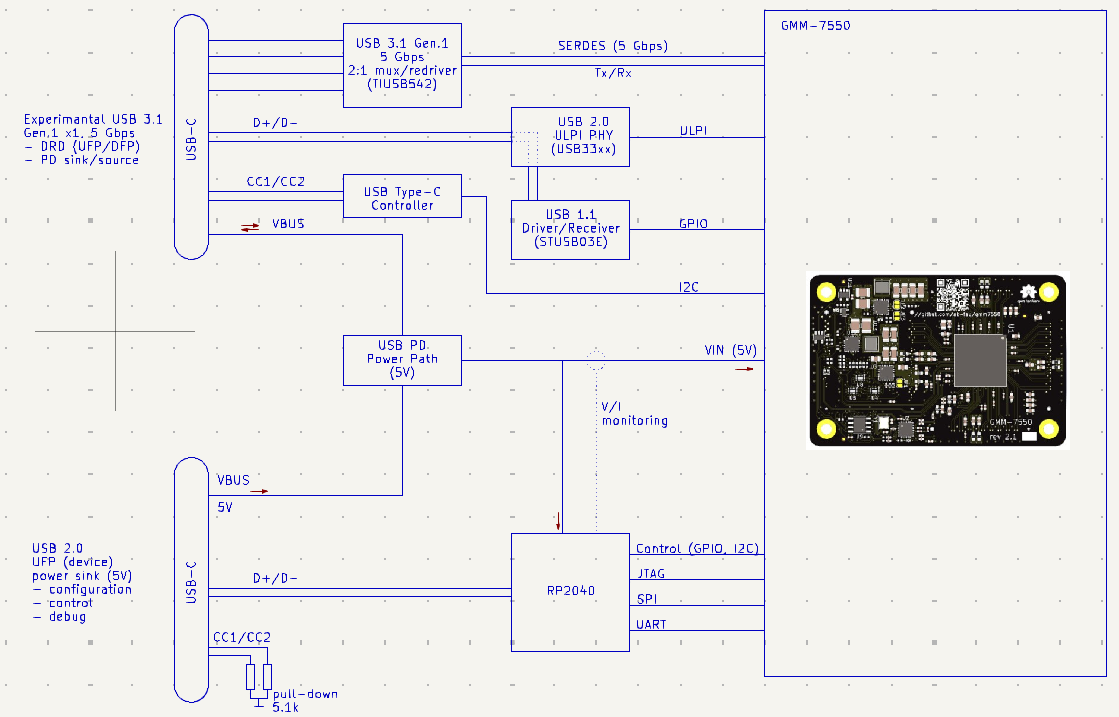 GMM-7550
USB 3.1 Gen.1
5 Gbps
2:1 mux/redriver
(TIUSB542)
SERDES (5 Gbps)
Tx/Rx
Experimantal USB 3.1
Gen.1 x1, 5 Gbps
- DRD (UFP/DFP)
- PD sink/source
USB-C
D+/D-
USB 2.0
ULPI PHY
(USB33xx)
ULPI
CC1/CC2
USB Type-C
Controller
USB 1.1
Driver/Receiver
(STUSB03E)
GPIO
VBUS
I2C
USB PD
Power Path
(5V)
VIN (5V)
V/I
monitoring
GMM-7550
rev 2.1
VBUS
5V
USB 2.0
UFP (device)
power sink (5V)
- configuration
- control
- debug
USB-C
D+/D-
RP2040
Control (GPIO, I2C)
JTAG
SPI
UART
CC1/CC2
pull-down
5.1k